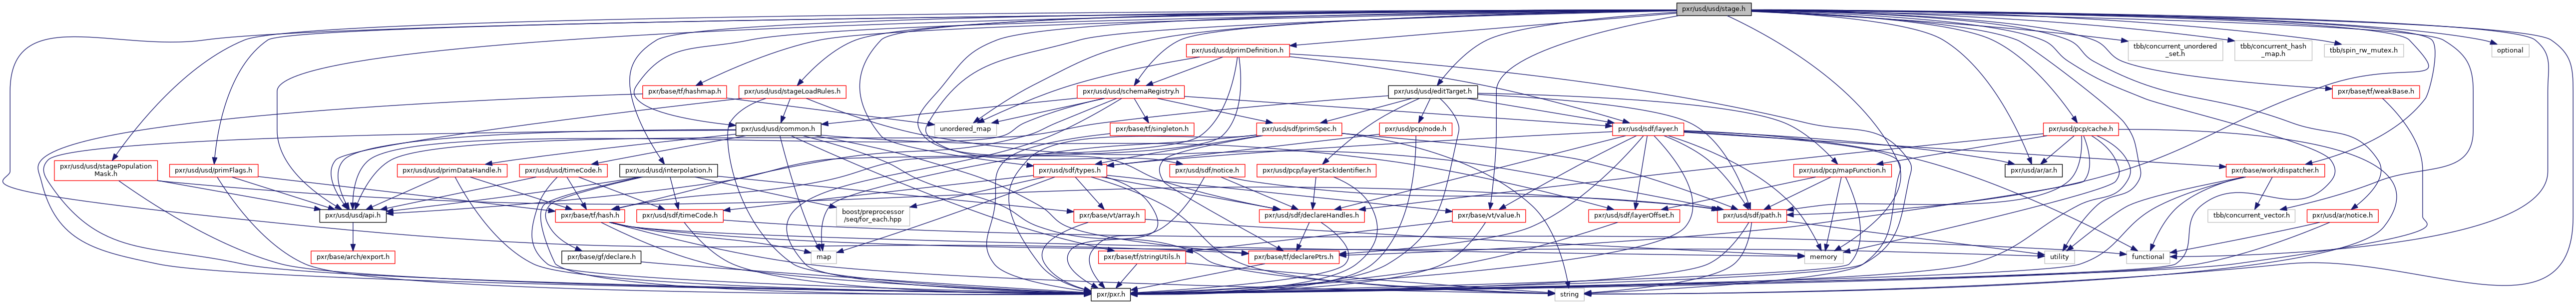 pxr/usd/usd/stage.h
pxr/usd/usd/primDefinition.h
tbb/concurrent_unordered
_set.h
tbb/concurrent_hash
_map.h
tbb/spin_rw_mutex.h
optional
pxr/base/tf/hashmap.h
pxr/usd/usd/stageLoadRules.h
pxr/usd/usd/schemaRegistry.h
pxr/usd/usd/editTarget.h
pxr/base/tf/weakBase.h
unordered_map
pxr/usd/usd/common.h
pxr/base/tf/singleton.h
pxr/usd/sdf/primSpec.h
pxr/usd/pcp/node.h
pxr/usd/sdf/layer.h
pxr/usd/pcp/cache.h
pxr/usd/usd/stagePopulation
Mask.h
pxr/usd/usd/primFlags.h
pxr/usd/usd/primDataHandle.h
pxr/usd/usd/timeCode.h
pxr/usd/usd/interpolation.h
pxr/usd/sdf/types.h
pxr/usd/sdf/notice.h
pxr/usd/pcp/layerStackIdentifier.h
pxr/usd/pcp/mapFunction.h
pxr/usd/ar/ar.h
pxr/base/work/dispatcher.h
pxr/usd/usd/api.h
pxr/base/tf/hash.h
pxr/usd/sdf/timeCode.h
boost/preprocessor
/seq/for_each.hpp
pxr/base/vt/array.h
pxr/usd/sdf/declareHandles.h
pxr/base/vt/value.h
pxr/usd/sdf/layerOffset.h
pxr/usd/sdf/path.h
tbb/concurrent_vector.h
pxr/usd/ar/notice.h
pxr/base/arch/export.h
pxr/base/gf/declare.h
map
pxr/base/tf/stringUtils.h
pxr/base/tf/declarePtrs.h
memory
utility
functional
pxr/pxr.h
string